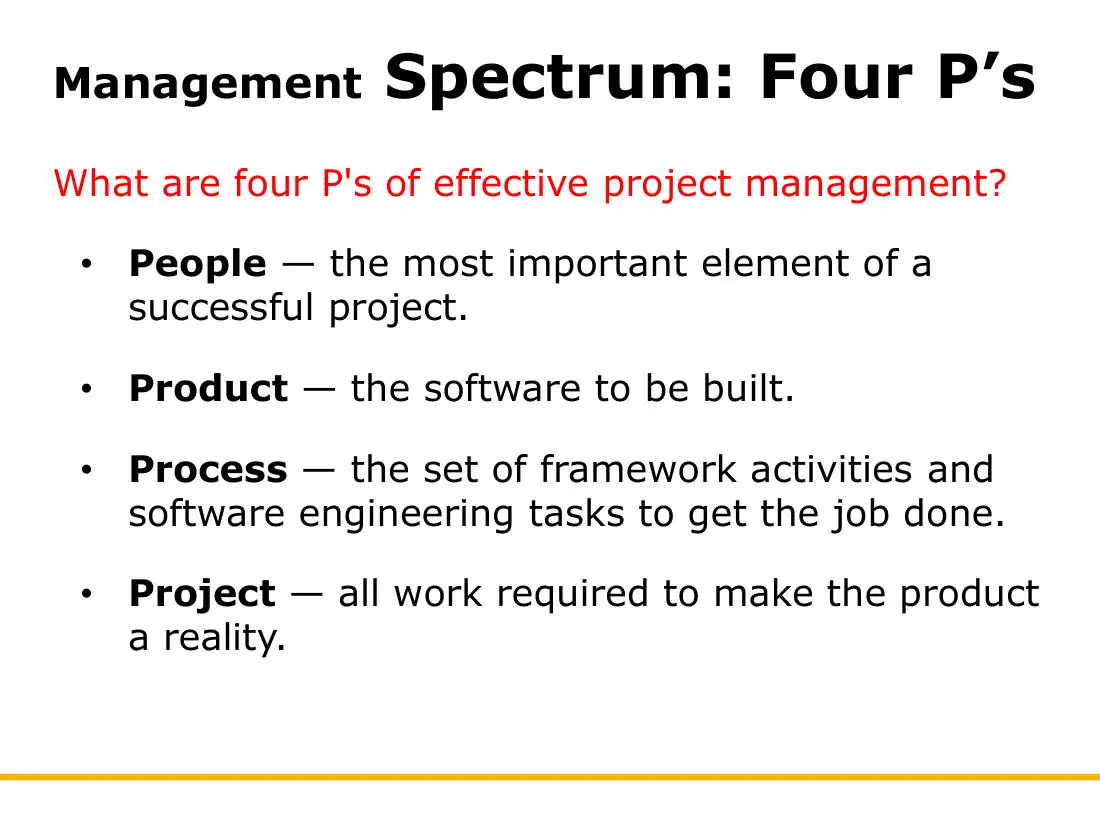 Management Spectrum: Four P’s
What are four P's of effective project management?
• People — the most important element of a
successful project.
• Product — the software to be built.
• Process — the set of framework activities and
software engineering tasks to get the job done.
• Project — all work required to make the product
a reality.